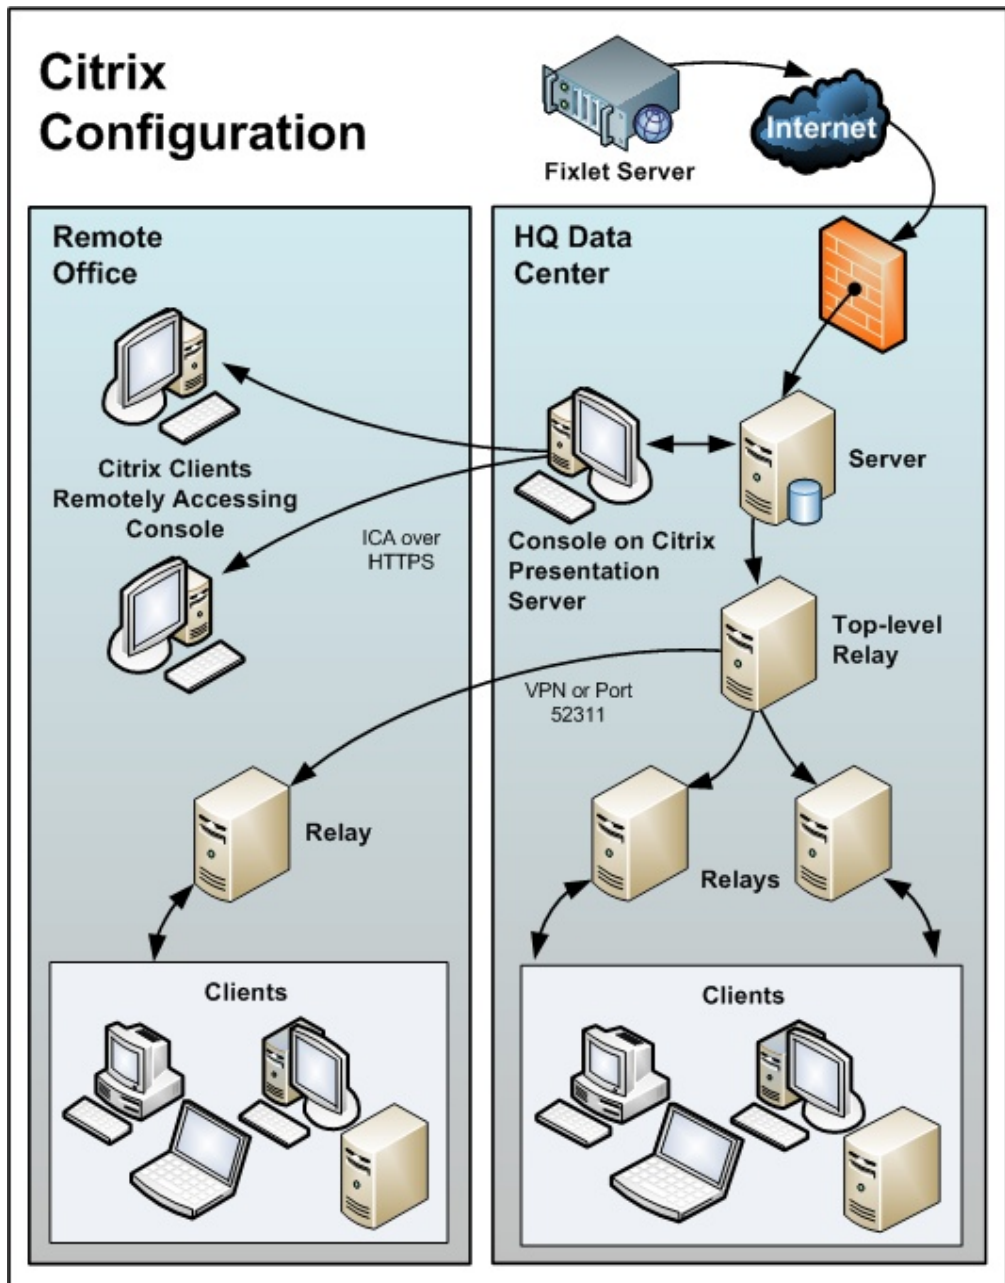 Citrix
Configuration
Fixlet Server
Internet
Remote
Office
HQ Data
Center
Citrix Clients
Remotely Accessing
Console
ICA over
HTTPS
Server
Console on Citrix
Presentation
Server
Top-level
Relay
VPN or Port
52311
Relay
Relays
Clients
Clients